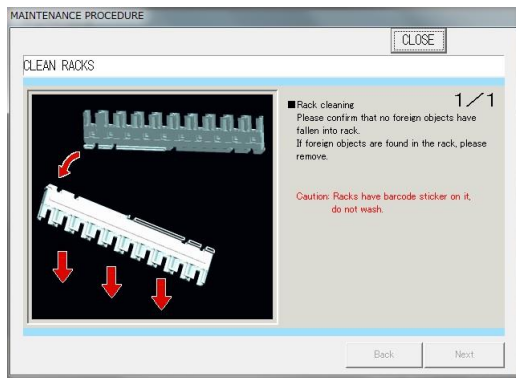 MAINTENANCE PROCEDURE
CLOSE
CLEAN RACKS
1/1
■Rack cleaning
Please confirm that no foreign objects have
fallen into rack.
If foreign objects are found in the rack, please
remove.
Caution: Racks have barcode sticker on it,
do not wash.
Back
Next